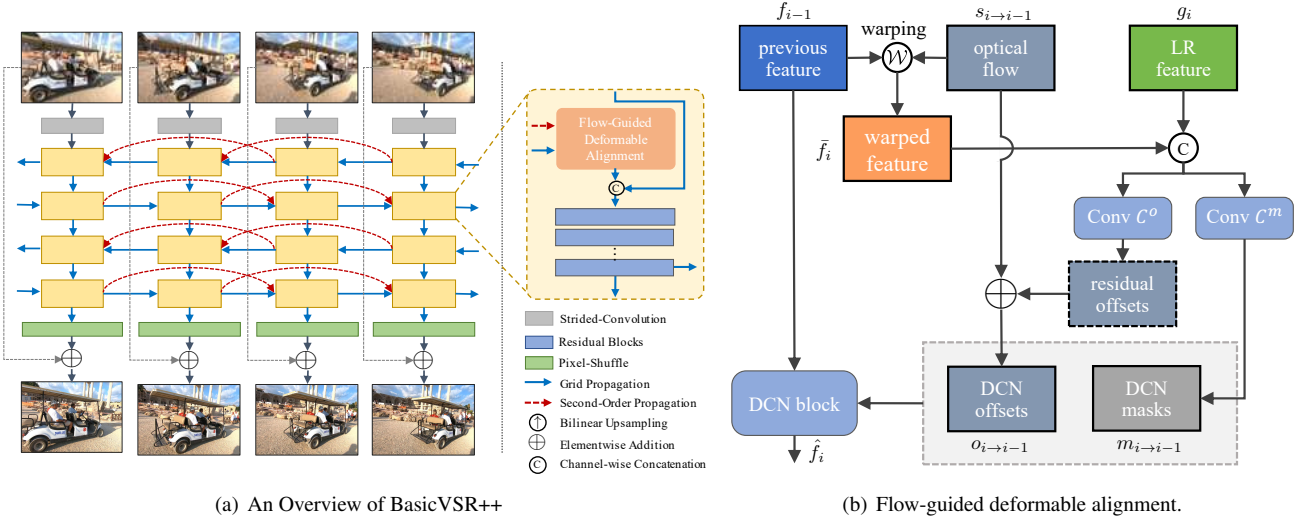 Flow-Guided
Deformable
Alignment
C
⋮
Strided-Convolution
Residual Blocks
Pixel-Shuffle
Grid Propagation
Second-Order Propagation
Bilinear Upsampling
Elementwise Addition
C Channel-wise Concatenation
(a) An Overview of BasicVSR++
f_{i−1}
s_{i→i−1}
g_i
previous
feature
warping
W
optical
flow
LR
feature
f̄_i
warped
feature
C
Conv C^o
Conv C^m
residual
offsets
DCN block
DCN
offsets
DCN
masks
o_{i→i−1}
m_{i→i−1}
f̂_i
(b) Flow-guided deformable alignment.